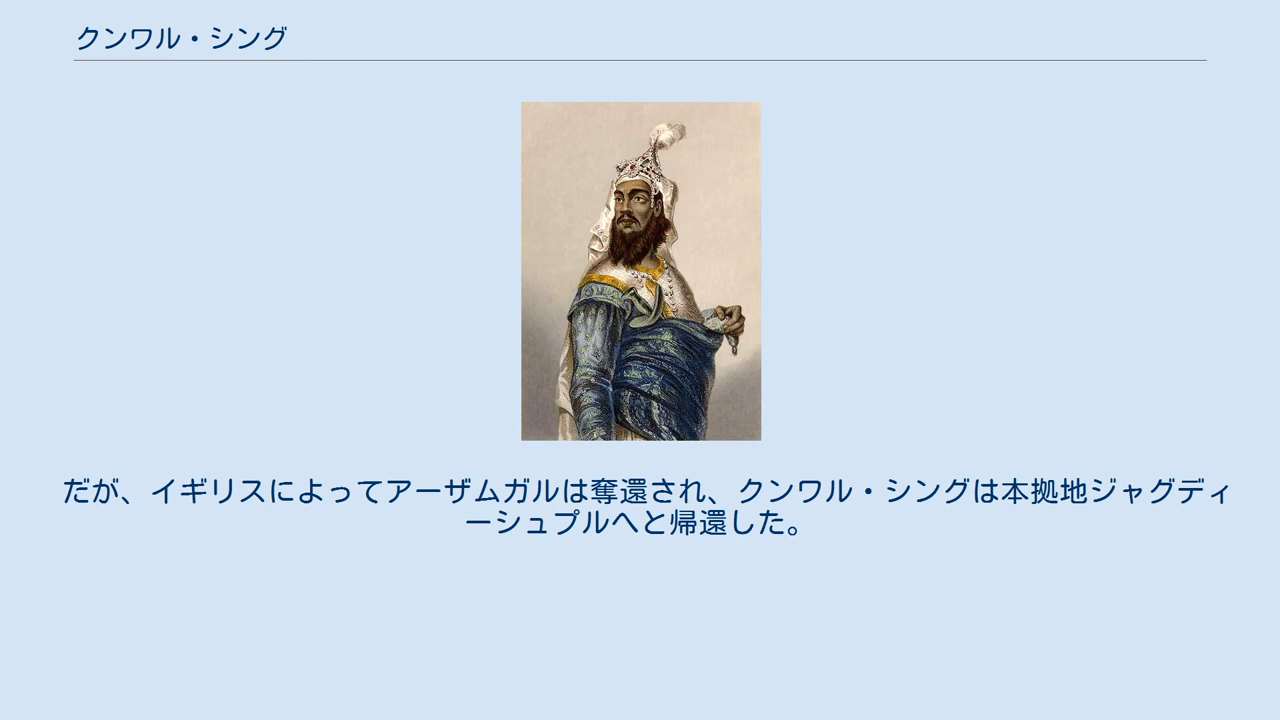 クンワル・シング
だが、イギリスによってアーザムガルは奪還され、クンワル・シングは本拠地ジャグディ
ーシュプルへと帰還した。